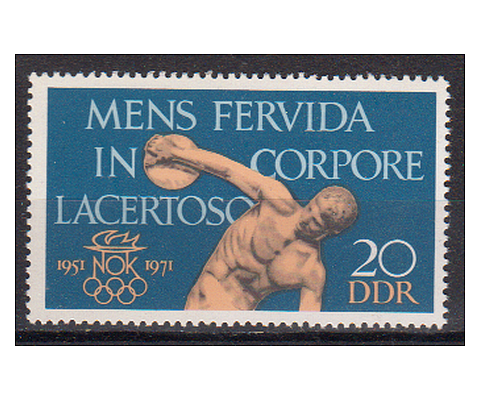 MENS FERVIDA
IN CORPORE
LACERTOSO
1951 NOK 1971
20
DDR